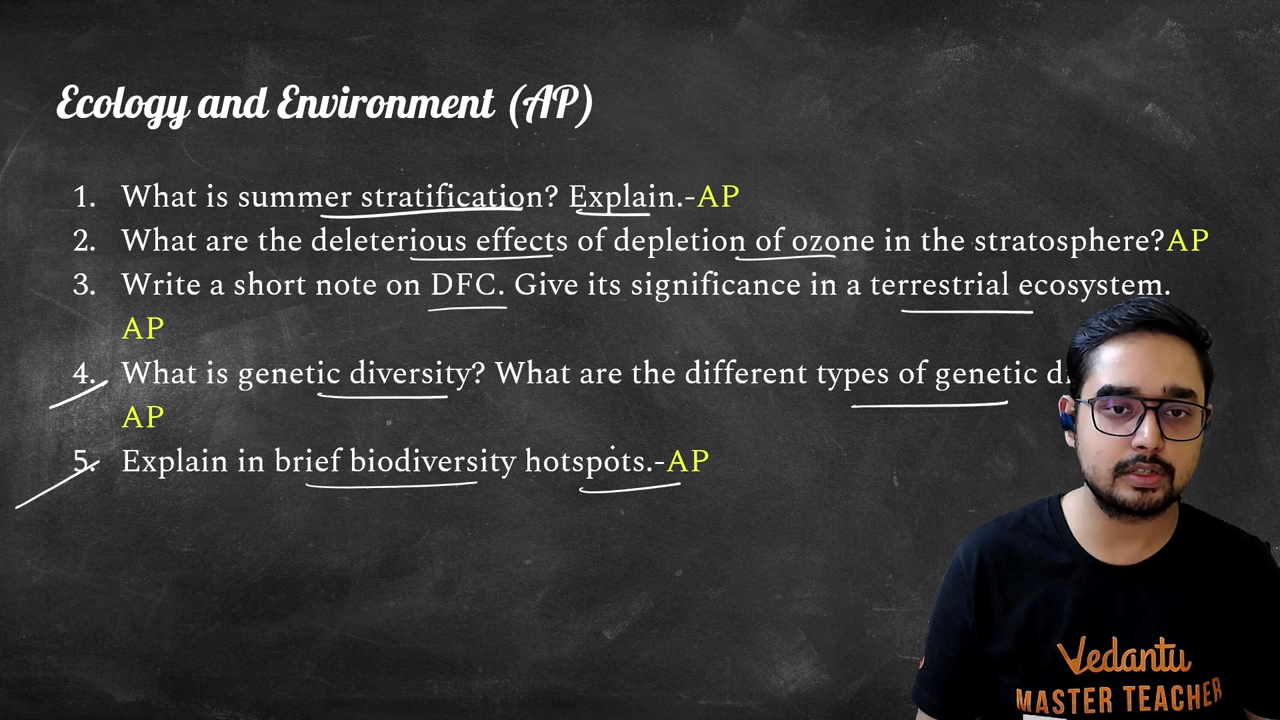 Ecology and Environment (AP)
1. What is summer stratification? Explain.-AP
2. What are the deleterious effects of depletion of ozone in the stratosphere?AP
3. Write a short note on DFC. Give its significance in a terrestrial ecosystem.
AP
4. What is genetic diversity? What are the different types of genetic
AP
5. Explain in brief biodiversity hotspots.-AP
Vedantu
MASTER TEACHER